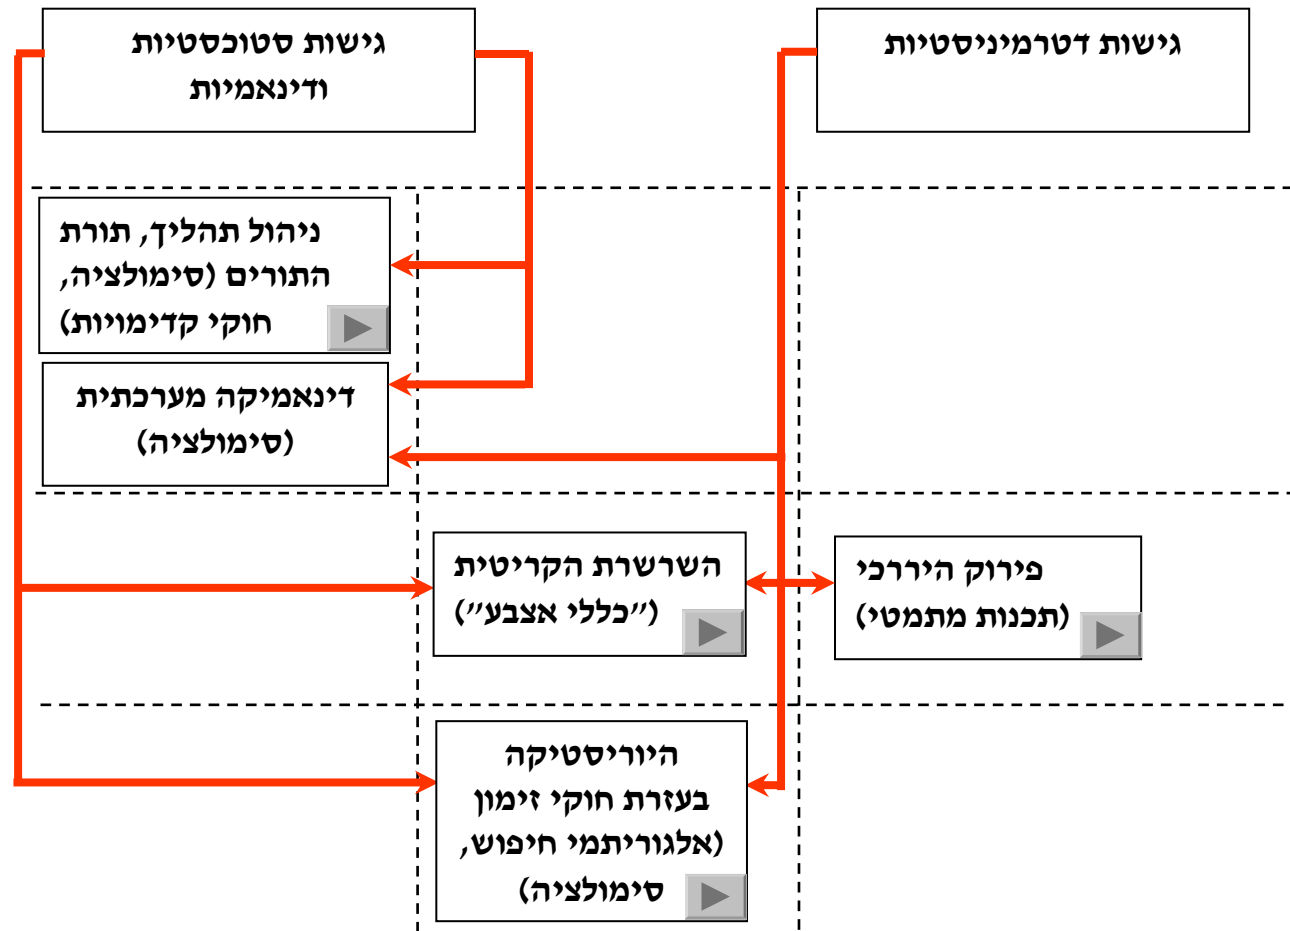 גישות דטרמיניסטיות
גישות סטוכסטיות
ודינאמיות
ניהול תהליך, תורת
התורים (סימולציה,
חוקי קדימויות)
דינאמיקה מערכתית
(סימולציה)
פירוק היררכי
(תכנות מתמטי)
השרשרת הקריטית
("כללי אצבע")
היוריסטיקה
בעזרת חוקי זימון
(אלגוריתמי חיפוש,
סימולציה)